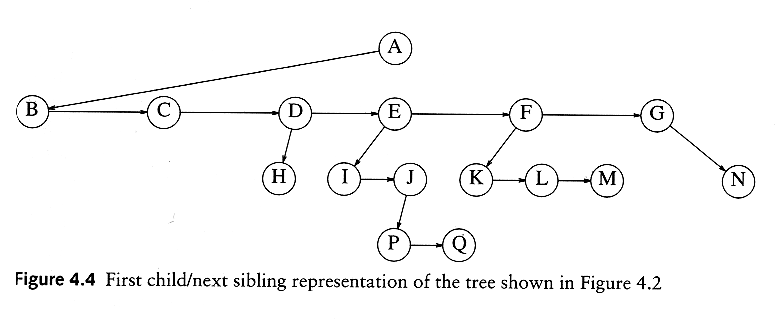 A
B C D E F G
H I J K L M N
P Q
Figure 4.4 First child/next sibling representation of the tree shown in Figure 4.2